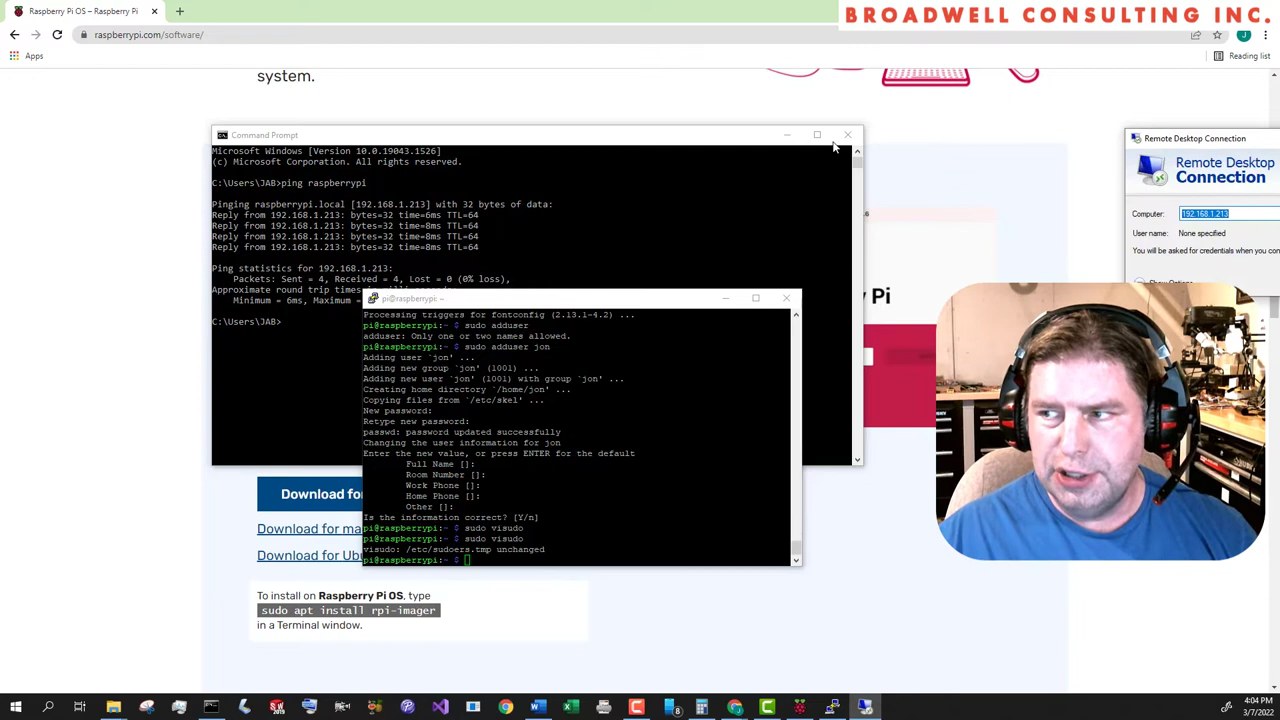 Raspberry Pi OS – Raspberry Pi
BROADWELL CONSULTING INC.
raspberrypi.com/software/
J
Apps
Reading list
system.
Command Prompt
Microsoft Windows [Version 10.0.19043.1526]
(c) Microsoft Corporation. All rights reserved.
C:\Users\JAB>ping raspberrypi
Pinging raspberrypi.local [192.168.1.213] with 32 bytes of data:
Reply from 192.168.1.213: bytes=32 time=6ms TTL=64
Reply from 192.168.1.213: bytes=32 time=8ms TTL=64
Reply from 192.168.1.213: bytes=32 time=8ms TTL=64
Reply from 192.168.1.213: bytes=32 time=8ms TTL=64
Ping statistics for 192.168.1.213:
Packets: Sent = 4, Received = 4, Lost = 0 (0% loss),
Approximate round trip times
Minimum = 6ms, Maximum =
C:\Users\JAB>
Remote Desktop Connection
Remote Desktop
Connection
Computer: 192.168.1.213
User name: None specified
You will be asked for credentials when you con
Show Options
y Pi
pi@raspberrypi: ~
Processing triggers for fontconfig (2.13.1-4.2) ...
pi@raspberrypi:~ $ sudo adduser
adduser: Only one or two names allowed.
pi@raspberrypi:~ $ sudo adduser jon
Adding user `jon' ...
Adding new group `jon' (1001) ...
Adding new user `jon' (1001) with group `jon' ...
Creating home directory `/home/jon' ...
Copying files from `/etc/skel' ...
New password:
Retype new password:
passwd: password updated successfully
Changing the user information for jon
Enter the new value, or press ENTER for the default
Full Name []:
Room Number []:
Work Phone []:
Home Phone []:
Other []:
Is the information correct? [Y/n]
pi@raspberrypi:~ $ sudo visudo
pi@raspberrypi:~ $ sudo visudo
visudo: /etc/sudoers.tmp unchanged
pi@raspberrypi:~ $
Download for
Download for ma
Download for Ubu
To install on Raspberry Pi OS, type
sudo apt install rpi-imager
in a Terminal window.
4:04 PM
3/7/2022